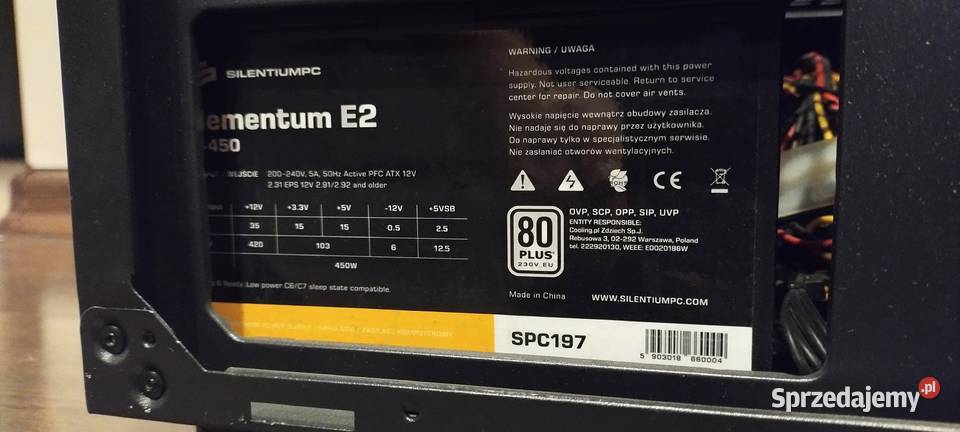 SILENTIUMPC
ementum E2
-450
WEJŚCIE 200-240V, 5A, 50Hz Active PFC ATX 12V
2.31 EPS 12V 2.91/2.92 and older
+12V +3.3V +5V -12V +5VSB
35 15 15 0.5 2.5
420 103 6 12.5
450W
Ready. Low power C6/C7 sleep state compatible.
WARNING / UWAGA
Hazardous voltages contained with this power
supply. Not user serviceable. Return to service
center for repair. Do not cover air vents.
Wysokie napięcie wewnątrz obudowy zasilacza.
Nie nadaje się do naprawy przez użytkownika.
Do naprawy tylko w specjalistycznym serwisie.
Nie zasłaniać otworów wentylacyjnych.
RoHS CE
80
PLUS
230V EU
OVP, SCP, OPP, SIP, UVP
ENTITY RESPONSIBLE:
Cooling.pl Zdziech Sp.J.
Rebusowa 3, 02-292 Warszawa, Poland
tel. 222920130, WEEE: E0020186W
Made in China WWW.SILENTIUMPC.COM
SPC197
5 903018 660004
Sprzedajemy.pl